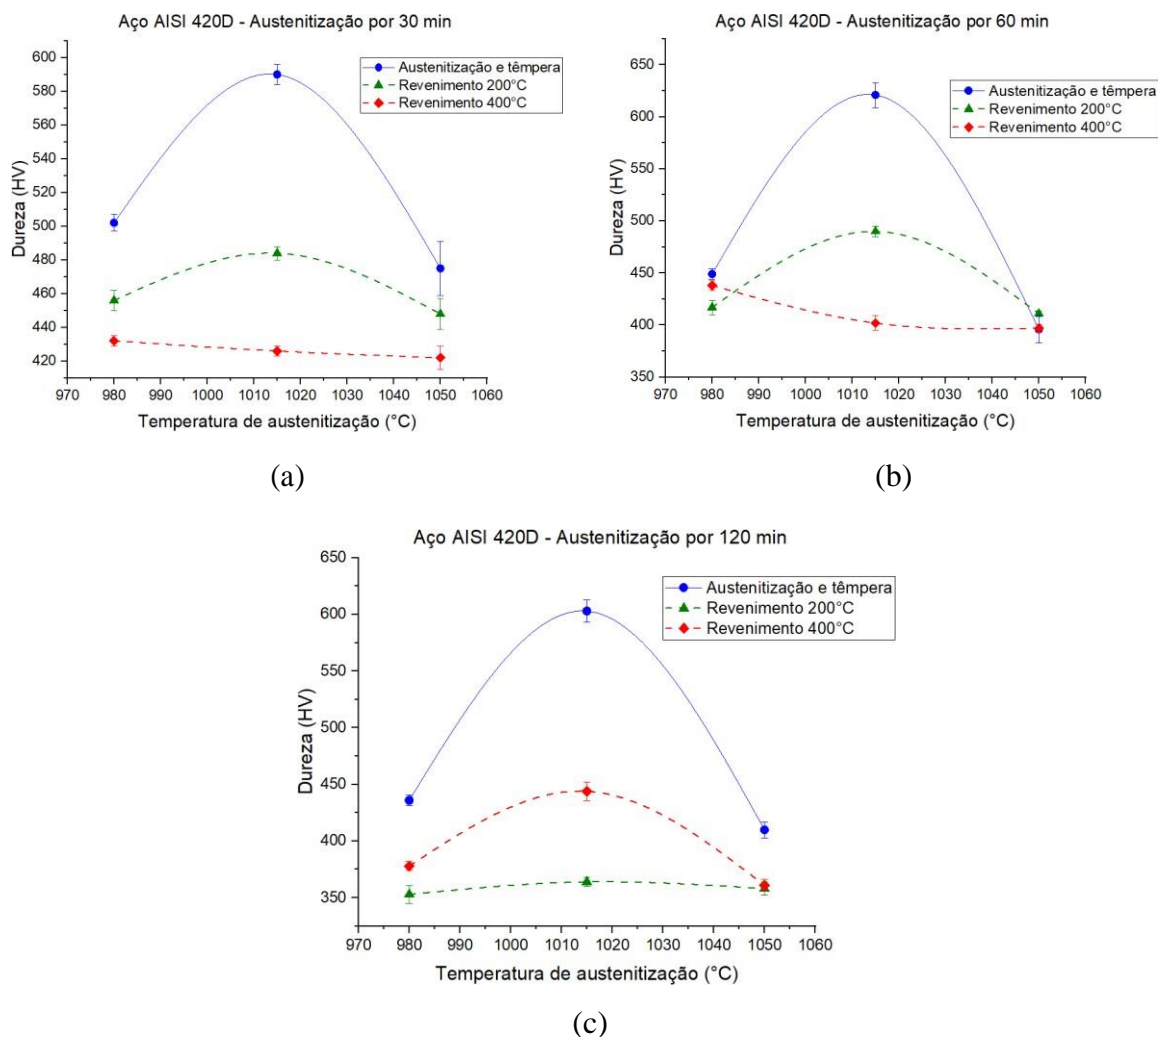 Aço AISI 420D - Austenitização por 30 min
600
580
560
540
520
500
480
460
440
420
Dureza (HV)
Austenitização e têmpera
Revenimento 200°C
Revenimento 400°C
970 980 990 1000 1010 1020 1030 1040 1050 1060
Temperatura de austenitização (°C)
(a)
Aço AISI 420D - Austenitização por 60 min
650
600
550
500
450
400
350
Dureza (HV)
Austenitização e têmpera
Revenimento 200°C
Revenimento 400°C
970 980 990 1000 1010 1020 1030 1040 1050 1060
Temperatura de austenitização (°C)
(b)
Aço AISI 420D - Austenitização por 120 min
650
600
550
500
450
400
350
Dureza (HV)
Austenitização e têmpera
Revenimento 200°C
Revenimento 400°C
970 980 990 1000 1010 1020 1030 1040 1050 1060
Temperatura de austenitização (°C)
(c)